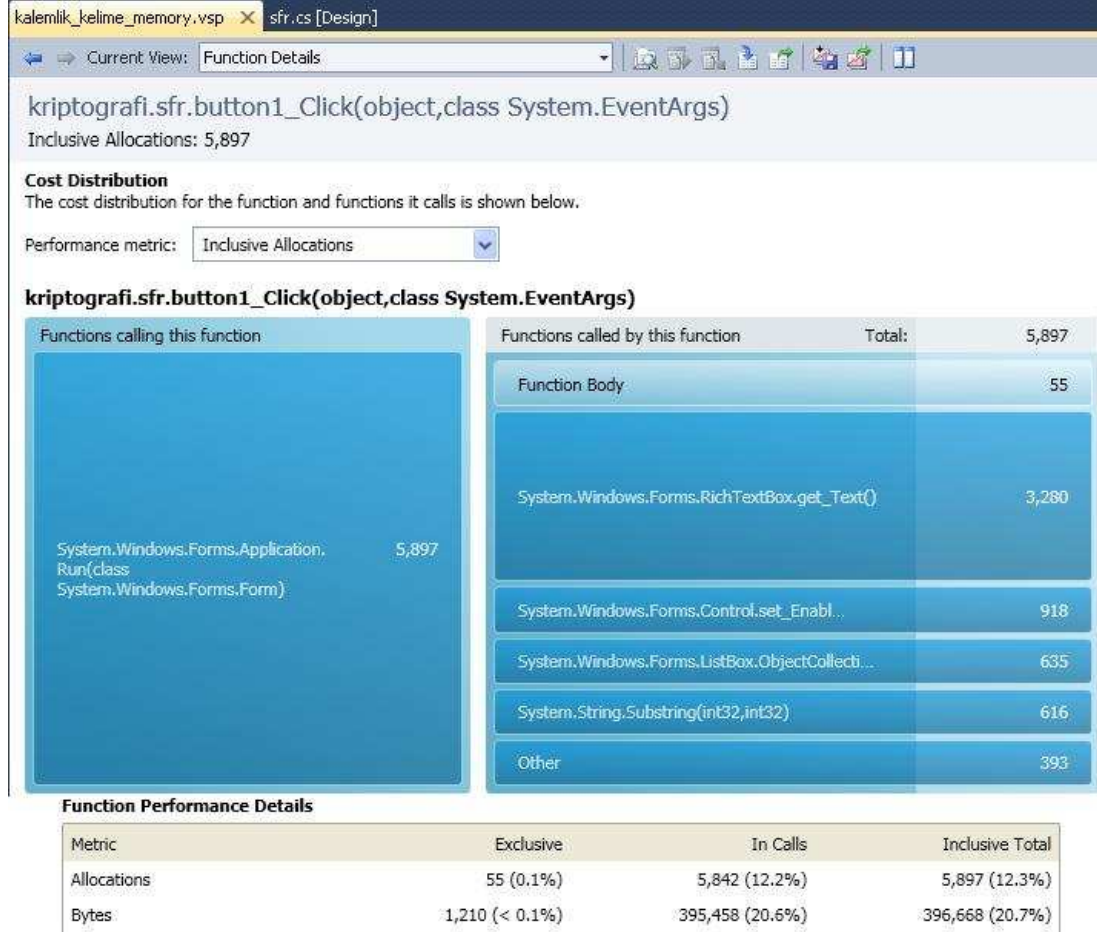 kalemlik_kelime_memory.vsp sfr.cs [Design]
Current View: Function Details
kriptografi.sfr.button1_Click(object,class System.EventArgs)
Inclusive Allocations: 5,897
Cost Distribution
The cost distribution for the function and functions it calls is shown below.
Performance metric: Inclusive Allocations
kriptografi.sfr.button1_Click(object,class System.EventArgs)
Functions calling this function
System.Windows.Forms.Application. 5,897
Run(class
System.Windows.Forms.Form)
Functions called by this function Total: 5,897
Function Body 55
System.Windows.Forms.RichTextBox.get_Text() 3,280
System.Windows.Forms.Control.set_Enabl... 918
System.Windows.Forms.ListBox.ObjectCollecti... 635
System.String.Substring(int32,int32) 616
Other 393
Function Performance Details
Metric Exclusive In Calls Inclusive Total
Allocations 55 (0.1%) 5,842 (12.2%) 5,897 (12.3%)
Bytes 1,210 (< 0.1%) 395,458 (20.6%) 396,668 (20.7%)